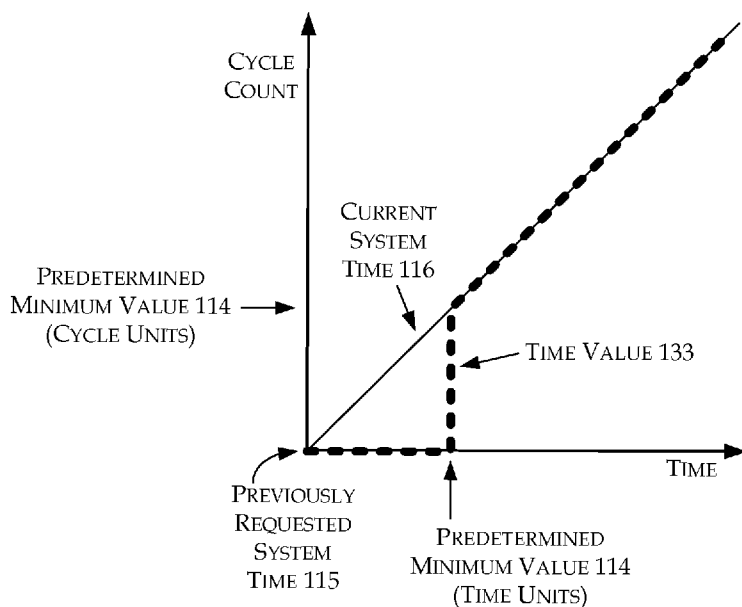 CYCLE
COUNT
CURRENT
SYSTEM
TIME 116
PREDETERMINED
MINIMUM VALUE 114
(CYCLE UNITS)
TIME VALUE 133
TIME
PREVIOUSLY
REQUESTED
SYSTEM
TIME 115
PREDETERMINED
MINIMUM VALUE 114
(TIME UNITS)